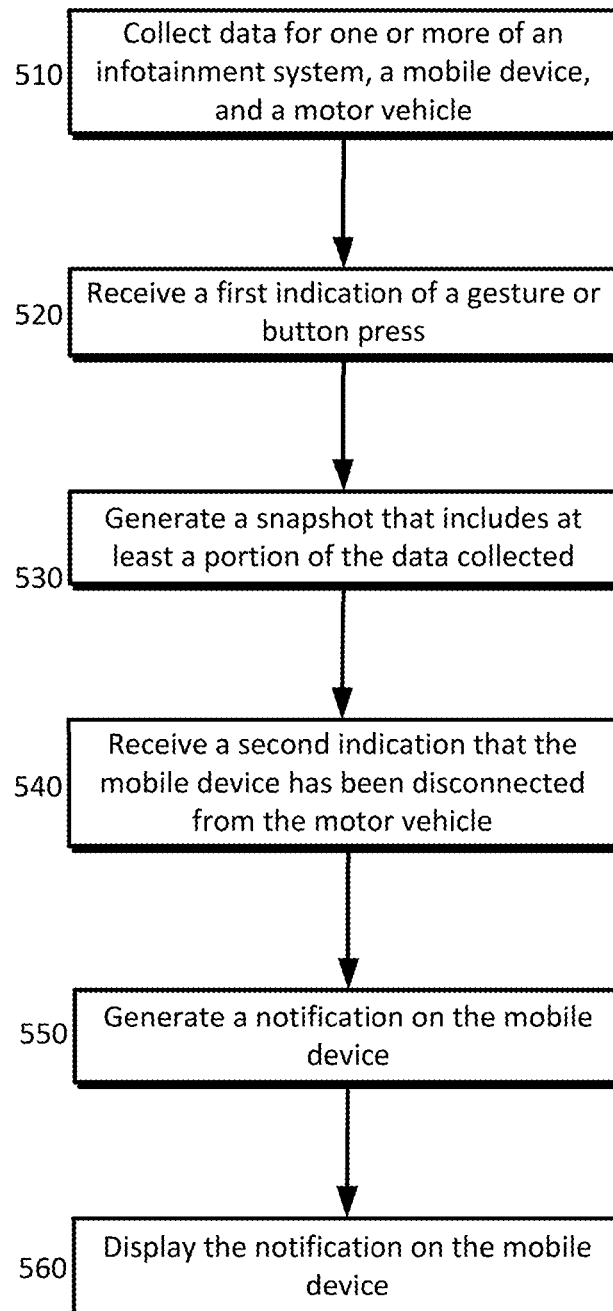 Collect data for one or more of an
510 infotainment system, a mobile device,
and a motor vehicle
520 Receive a first indication of a gesture or
button press
Generate a snapshot that includes at
530 least a portion of the data collected
Receive a second indication that the
540 mobile device has been disconnected
from the motor vehicle
550 Generate a notification on the mobile
device
Display the notification on the mobile
560 device